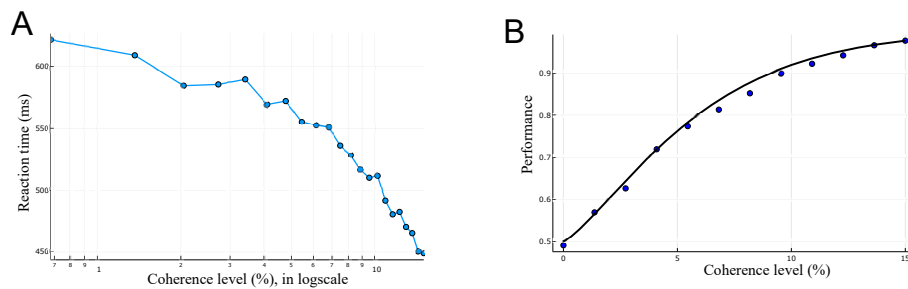 A
Reaction time (ms)
600
550
500
450
7 8 9 1 2 3 4 5 6 7 8 9 10
Coherence level (%), in logscale
B
Performance
0.9
0.8
0.7
0.6
0.5
0 5 10 15
Coherence level (%)